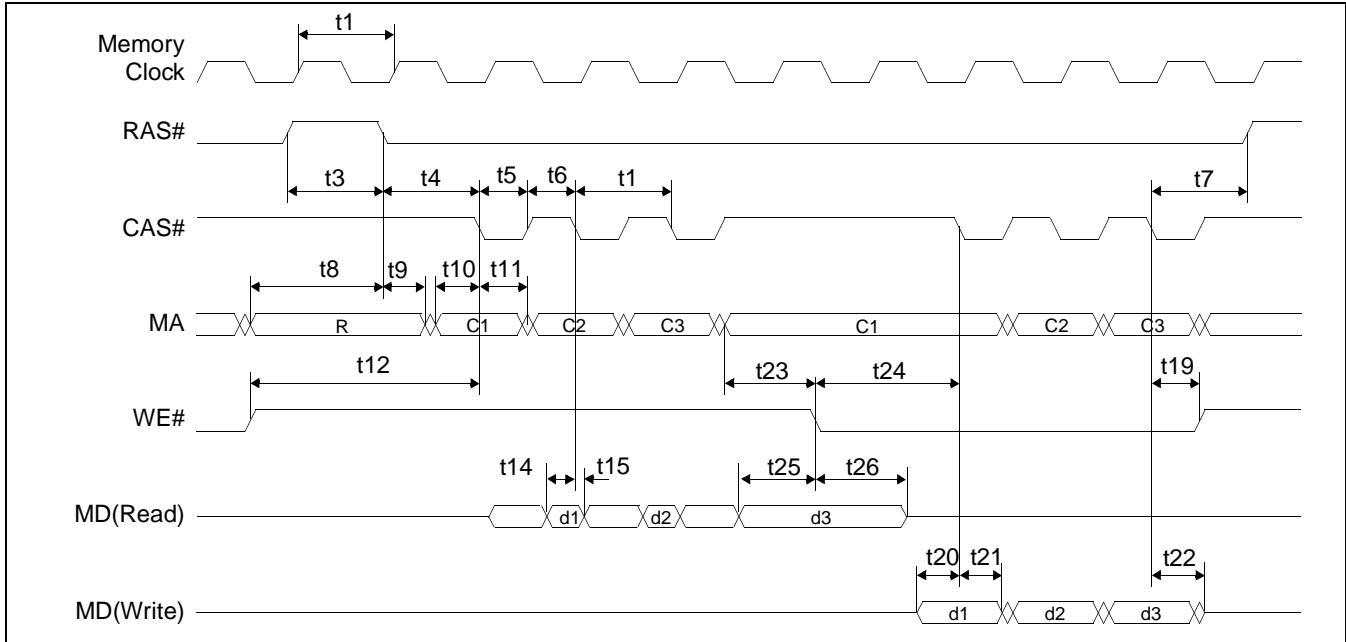 t1
Memory
Clock
RAS#
t3 t4 t5 t6 t1 t7
CAS#
t8 t9 t10 t11
MA R C1 C2 C3 C1 C2 C3
t12 t23 t24 t19
WE#
t14 t15 t25 t26
MD(Read) d1 d2 d3
t20 t21 t22
MD(Write) d1 d2 d3